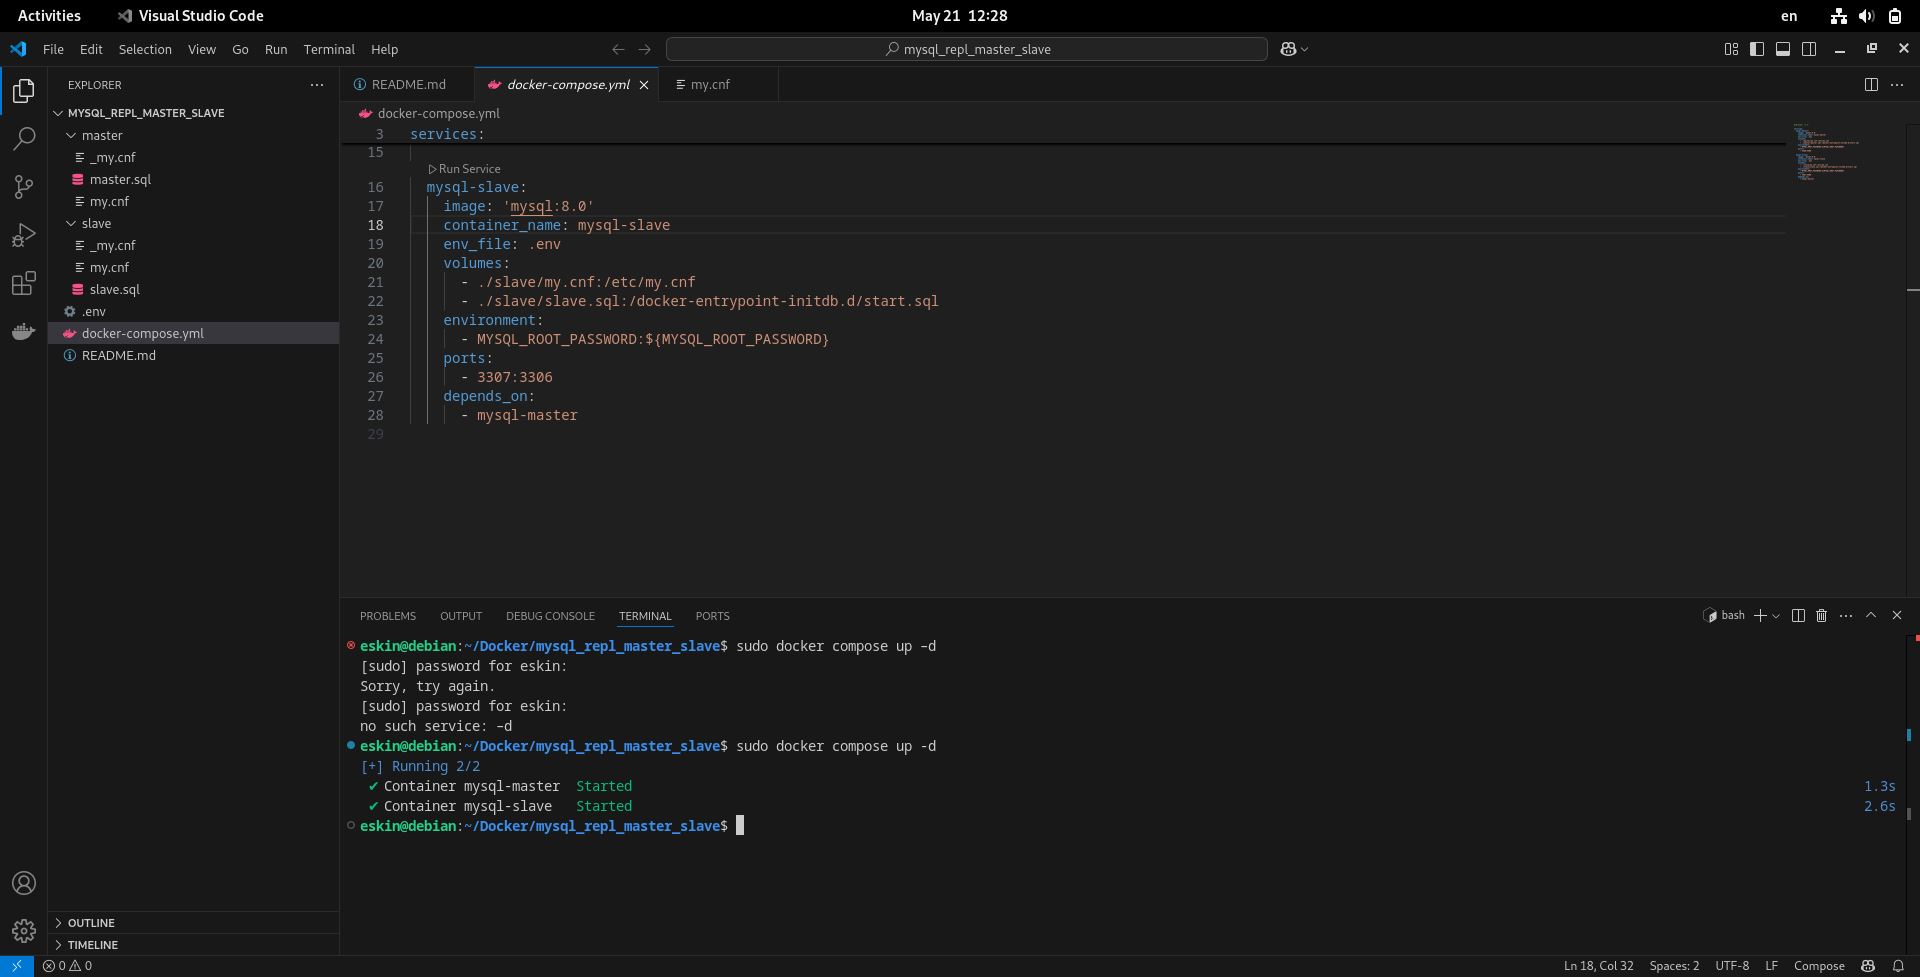 Activities
Visual Studio Code
May 21 12:28
en
File Edit Selection View Go Run Terminal Help
mysql_repl_master_slave
EXPLORER
MYSQL_REPL_MASTER_SLAVE
master
_my.cnf
master.sql
my.cnf
slave
_my.cnf
my.cnf
slave.sql
.env
docker-compose.yml
README.md
OUTLINE
TIMELINE
README.md
docker-compose.yml
my.cnf
docker-compose.yml
3 services:
15
Run Service
16 mysql-slave:
17 image: 'mysql:8.0'
18 container_name: mysql-slave
19 env_file: .env
20 volumes:
21 - ./slave/my.cnf:/etc/my.cnf
22 - ./slave/slave.sql:/docker-entrypoint-initdb.d/start.sql
23 environment:
24 - MYSQL_ROOT_PASSWORD:${MYSQL_ROOT_PASSWORD}
25 ports:
26 - 3307:3306
27 depends_on:
28 - mysql-master
29
PROBLEMS OUTPUT DEBUG CONSOLE TERMINAL PORTS
bash
eskin@debian:~/Docker/mysql_repl_master_slave$ sudo docker compose up –d
[sudo] password for eskin:
Sorry, try again.
[sudo] password for eskin:
no such service: –d
eskin@debian:~/Docker/mysql_repl_master_slave$ sudo docker compose up -d
[+] Running 2/2
✔ Container mysql-master Started 1.3s
✔ Container mysql-slave Started 2.6s
eskin@debian:~/Docker/mysql_repl_master_slave$
0 0
Ln 18, Col 32 Spaces: 2 UTF-8 LF Compose